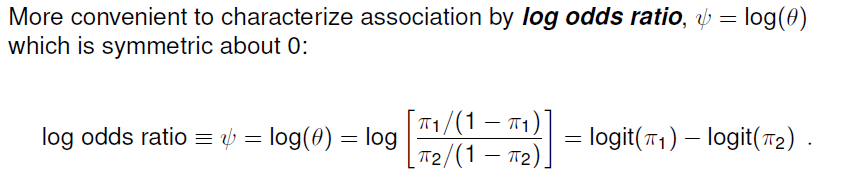 More convenient to characterize association by log odds ratio, ψ = log(θ)
which is symmetric about 0:
log odds ratio ≡ ψ = log(θ) = log [π₁/(1 − π₁) / π₂/(1 − π₂)] = logit(π₁) − logit(π₂) .